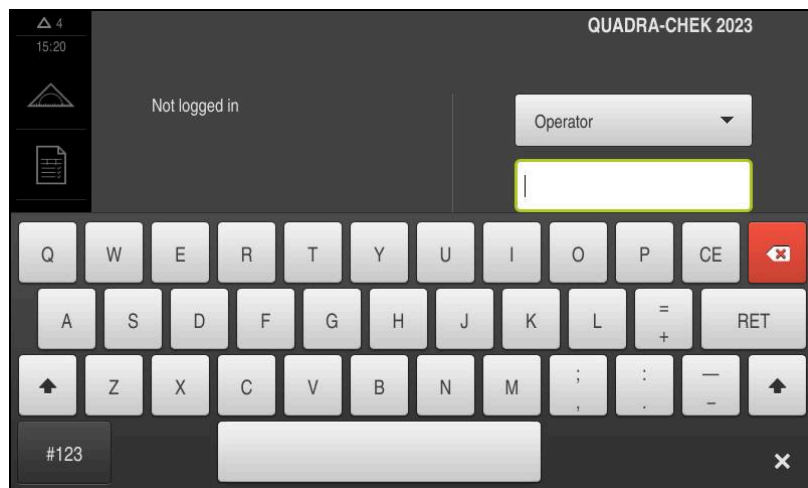 4
QUADRA-CHEK 2023
15:20
Not logged in
Operator
Q W E R T Y U I O P CE
A S D F G H J K L = + RET
Z X C V B N M ; , : . — –
#123